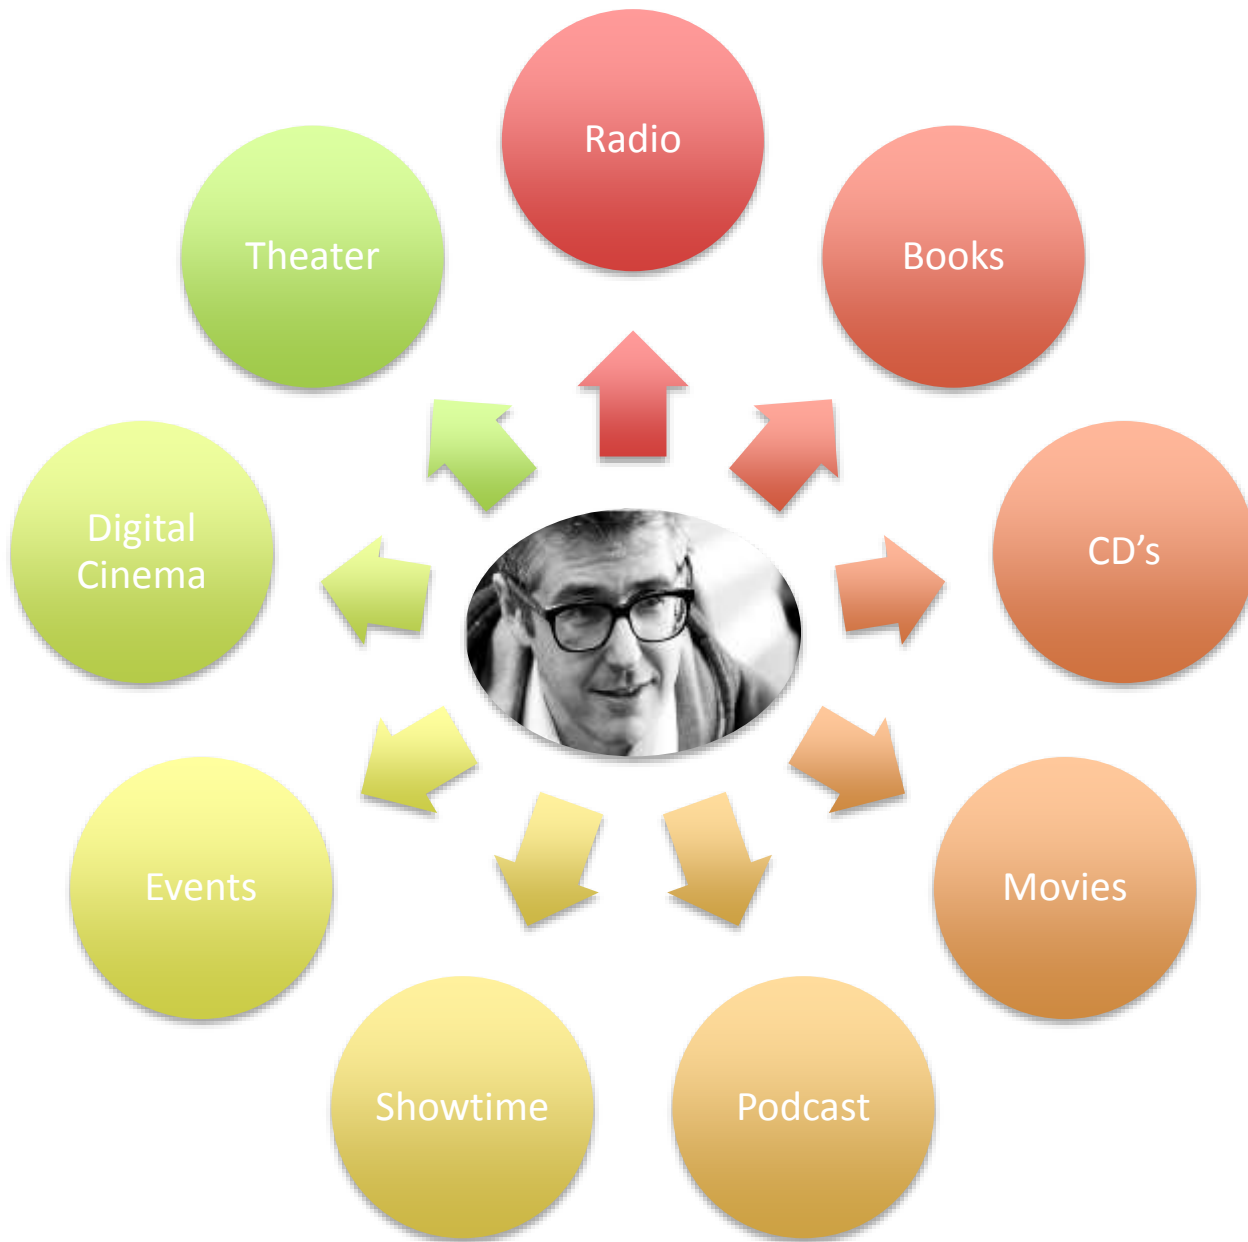 Radio
Books
CD’s
Movies
Podcast
Showtime
Events
Digital
Cinema
Theater